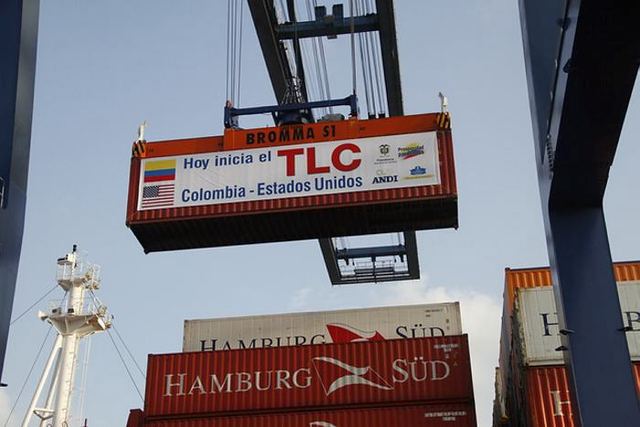 BROMMA S1
Hoy inicia el TLC
Colombia - Estados Unidos
ANDI
HAMBURG SÜD
HAMBURG SÜD
H
H